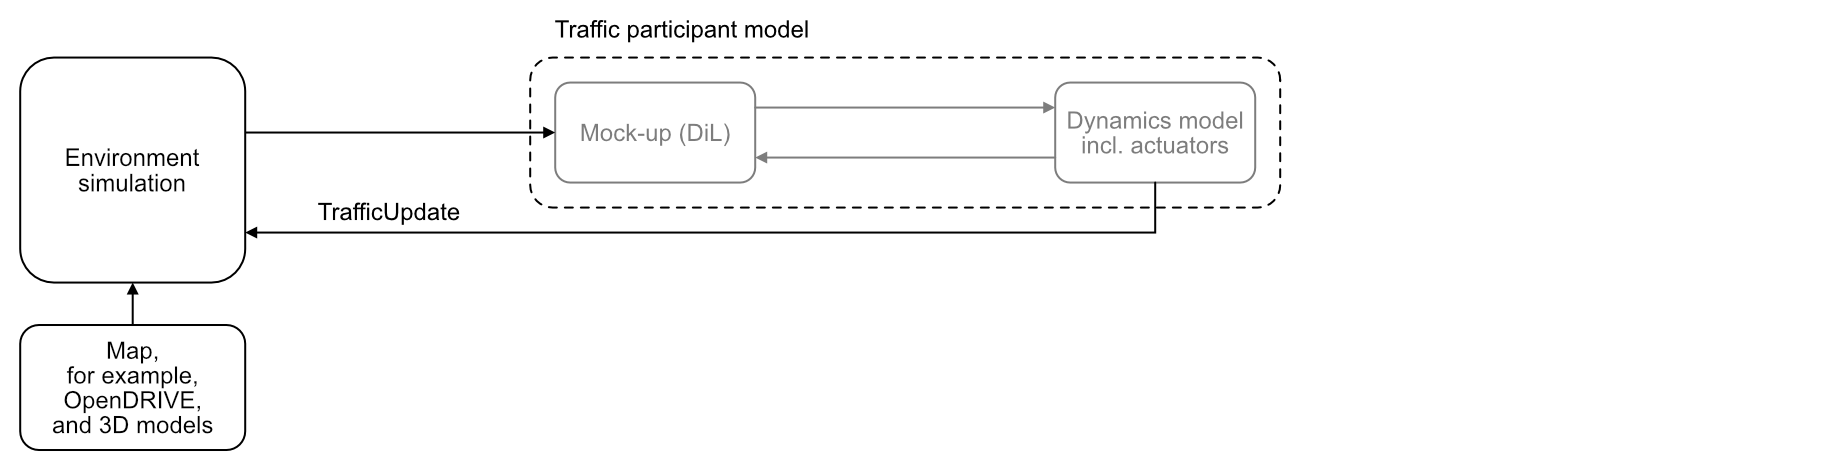 Traffic participant model
Environment
simulation
Mock-up (DiL)
Dynamics model
incl. actuators
TrafficUpdate
Map,
for example,
OpenDRIVE,
and 3D models